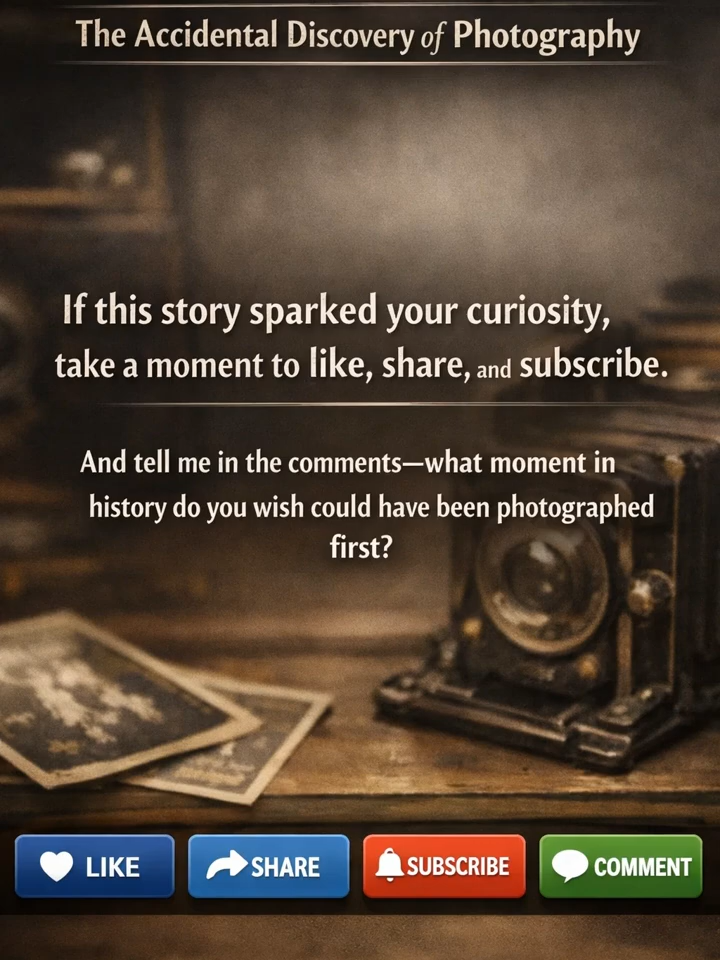 The Accidental Discovery of Photography
If this story sparked your curiosity,
take a moment to like, share, and subscribe.
And tell me in the comments—what moment in
history do you wish could have been photographed
first?
LIKE
SHARE
SUBSCRIBE
COMMENT